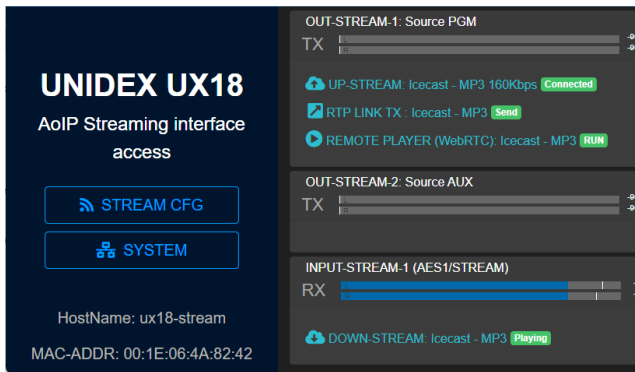 UNIDEX UX18
AoIP Streaming interface
access
STREAM CFG
SYSTEM
HostName: ux18-stream
MAC-ADDR: 00:1E:06:4A:82:42
OUT-STREAM-1: Source PGM
TX
L
R
UP-STREAM: Icecast - MP3 160Kbps Connected
RTP LINK TX : Icecast - MP3 Send
REMOTE PLAYER (WebRTC): Icecast - MP3 RUN
OUT-STREAM-2: Source AUX
TX
L
R
INPUT-STREAM-1 (AES1/STREAM)
RX
L
R
DOWN-STREAM: Icecast - MP3 Playing